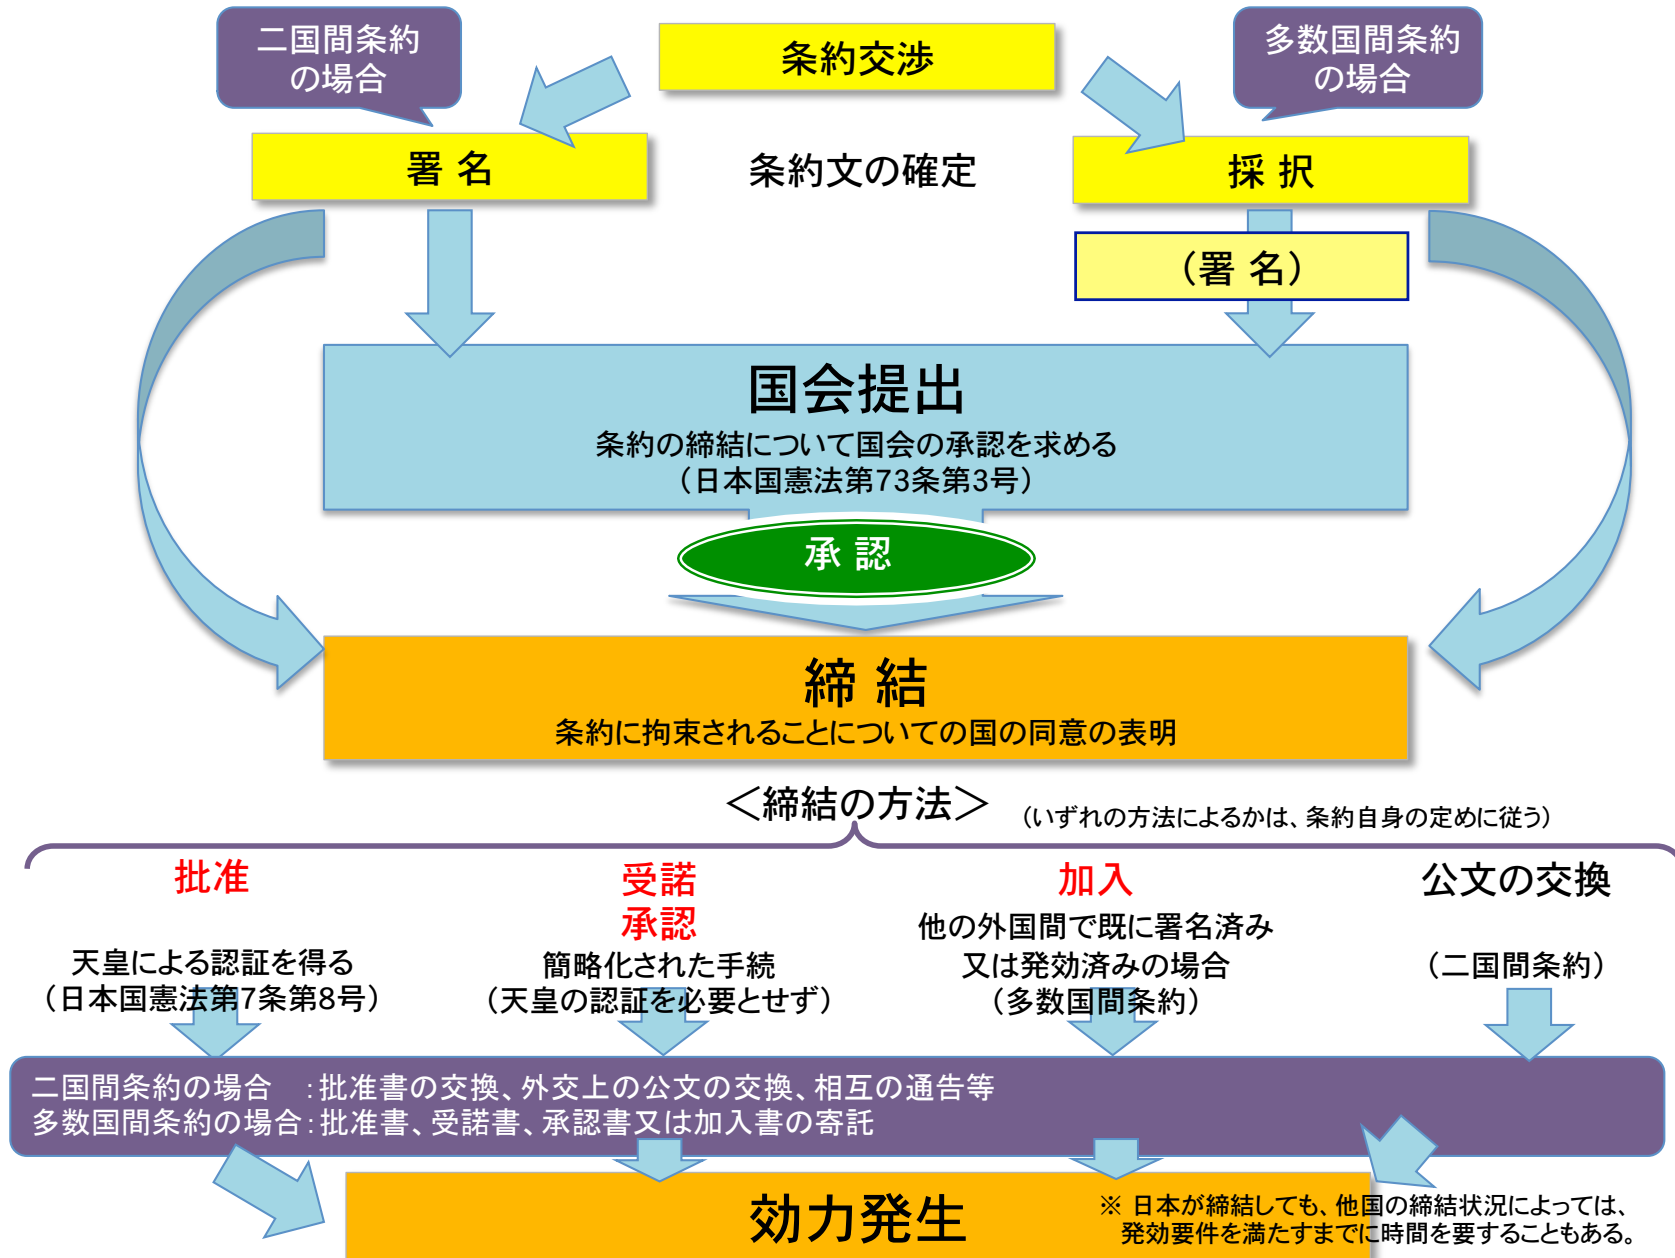 二国間条約
の場合
条約交渉
多数国間条約
の場合
署 名
条約文の確定
採 択
(署 名)
国会提出
条約の締結について国会の承認を求める
(日本国憲法第73条第3号)
承 認
締 結
条約に拘束されることについての国の同意の表明
<締結の方法>
(いずれの方法によるかは、条約自身の定めに従う)
批准
天皇による認証を得る
(日本国憲法第7条第8号)
受諾
承認
簡略化された手続
(天皇の認証を必要とせず)
加入
他の外国間で既に署名済み
又は発効済みの場合
(多数国間条約)
公文の交換
(二国間条約)
二国間条約の場合 :批准書の交換、外交上の公文の交換、相互の通告等
多数国間条約の場合:批准書、受諾書、承認書又は加入書の寄託
効力発生
※ 日本が締結しても、他国の締結状況によっては、
発効要件を満たすまでに時間を要することもある。